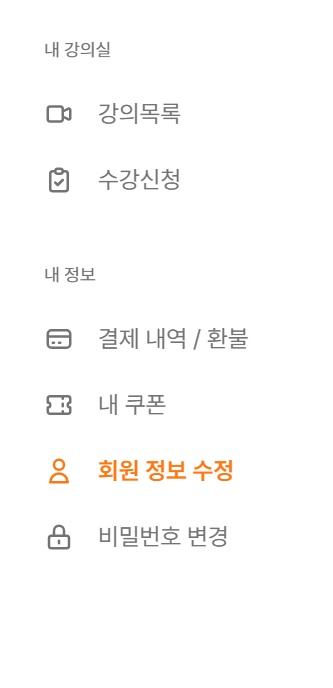 내 강의실
강의목록
수강신청
내 정보
결제 내역 / 환불
내 쿠폰
회원 정보 수정
비밀번호 변경